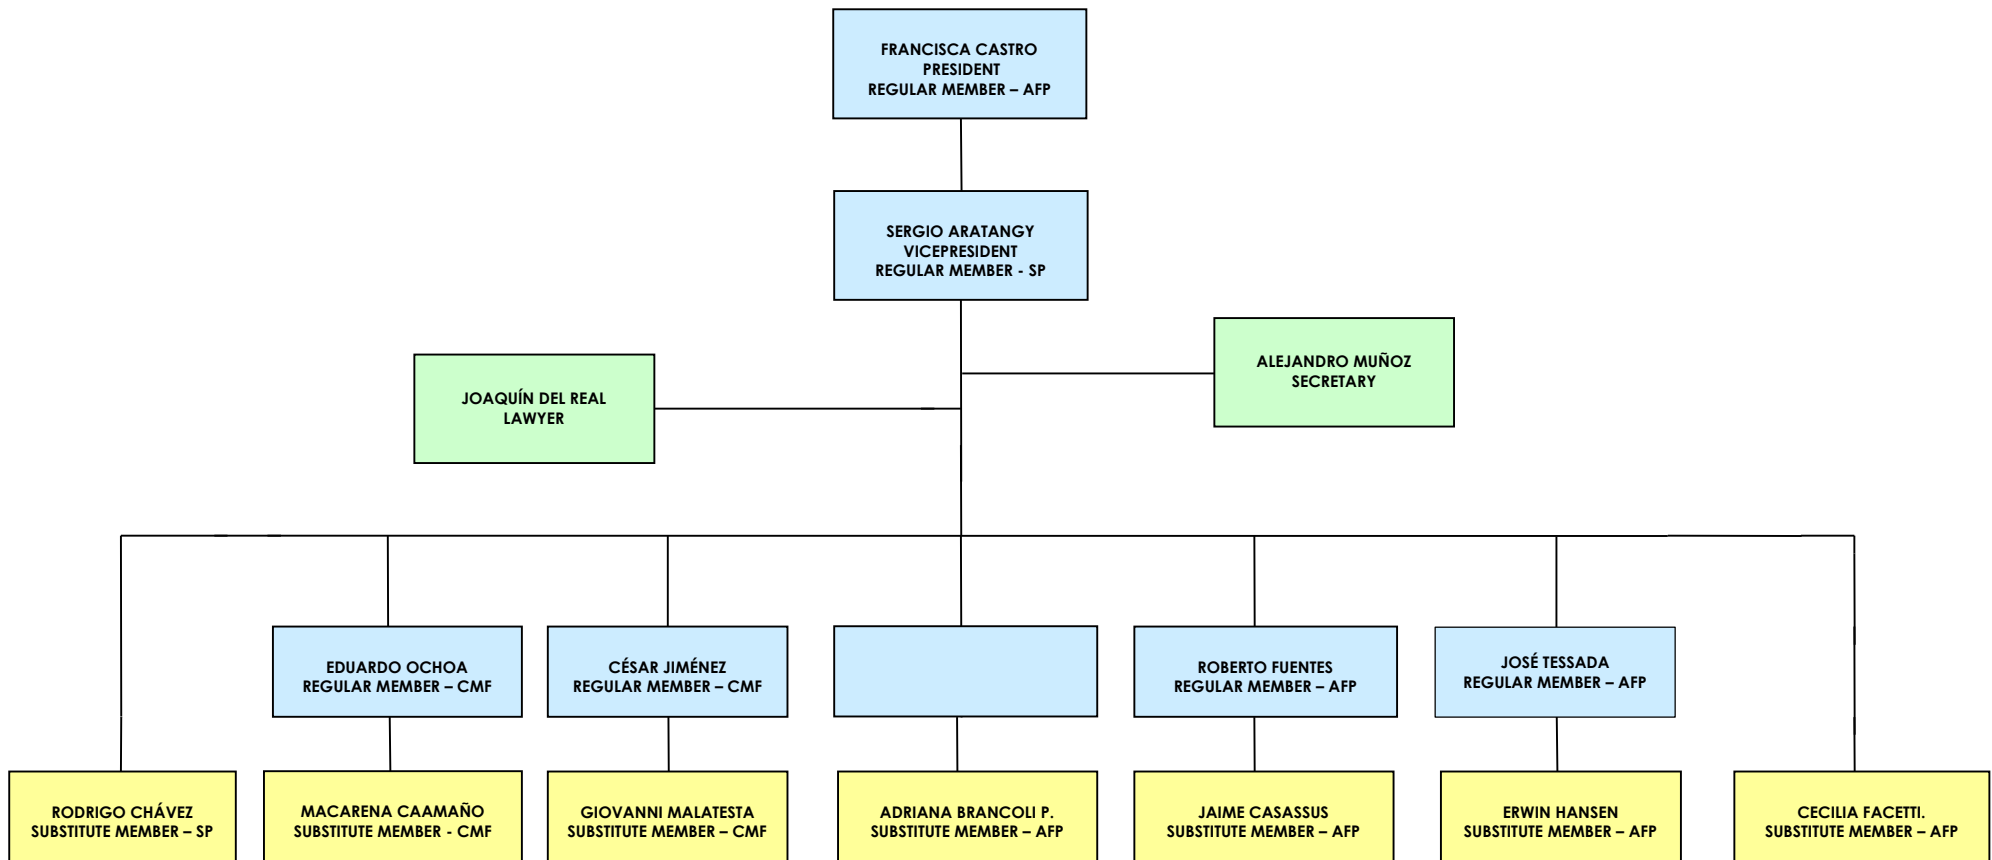 FRANCISCA CASTRO
PRESIDENT
REGULAR MEMBER – AFP
SERGIO ARATANGY
VICEPRESIDENT
REGULAR MEMBER - SP
ALEJANDRO MUÑOZ
SECRETARY
JOAQUÍN DEL REAL
LAWYER
EDUARDO OCHOA
REGULAR MEMBER – CMF
CÉSAR JIMÉNEZ
REGULAR MEMBER – CMF
ROBERTO FUENTES
REGULAR MEMBER – AFP
JOSÉ TESSADA
REGULAR MEMBER – AFP
RODRIGO CHÁVEZ
SUBSTITUTE MEMBER – SP
MACARENA CAAMAÑO
SUBSTITUTE MEMBER - CMF
GIOVANNI MALATESTA
SUBSTITUTE MEMBER – CMF
ADRIANA BRANCOLI P.
SUBSTITUTE MEMBER – AFP
JAIME CASASSUS
SUBSTITUTE MEMBER – AFP
ERWIN HANSEN
SUBSTITUTE MEMBER – AFP
CECILIA FACETTI.
SUBSTITUTE MEMBER – AFP